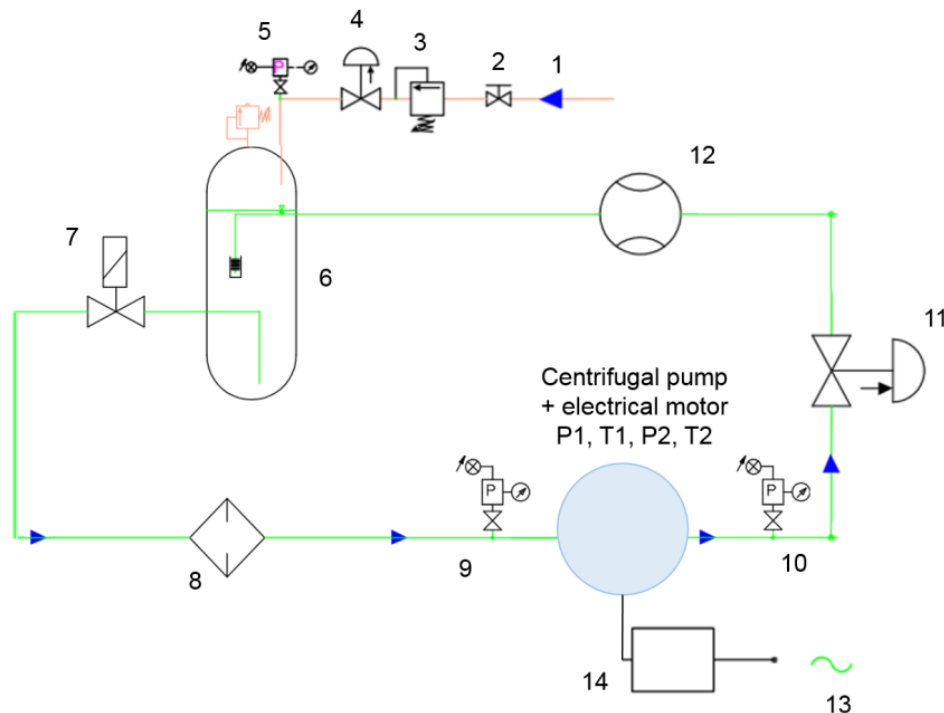 4
5
3
2
1
P
12
7
6
11
Centrifugal pump
+ electrical motor
P1, T1, P2, T2
P
P
8
9
10
14
13